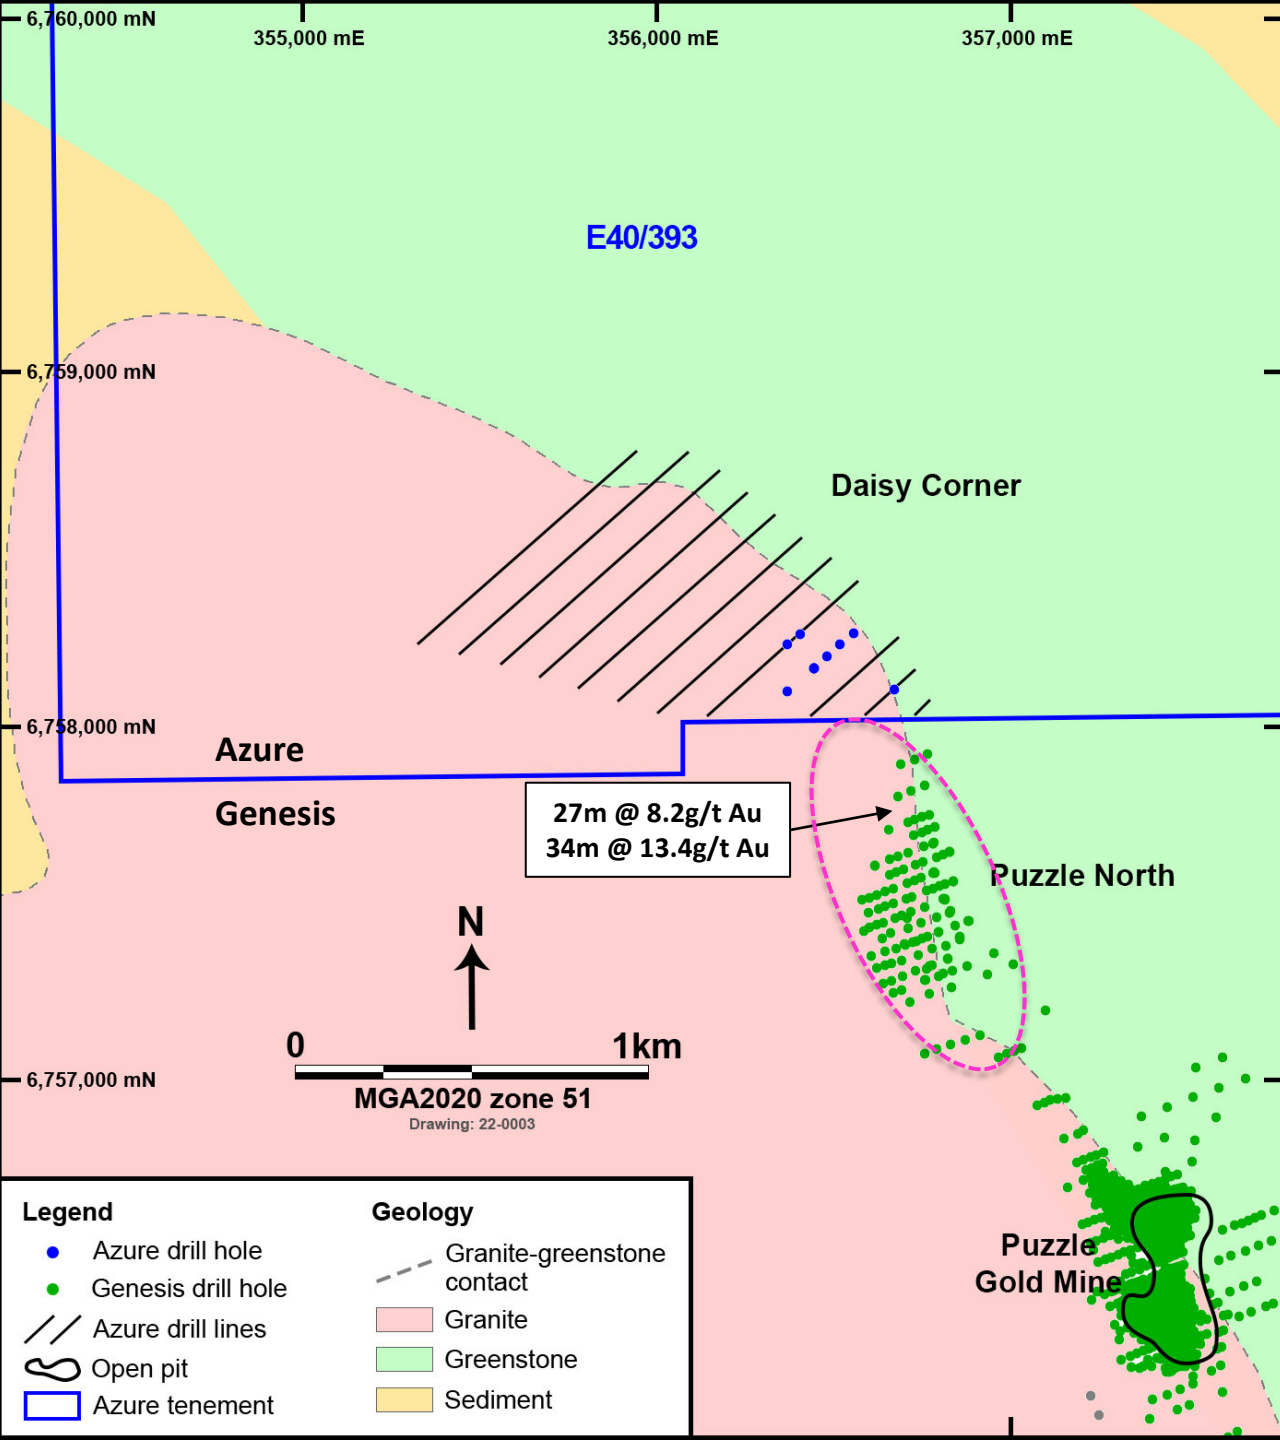 6,760,000 mN
355,000 mE
356,000 mE
357,000 mE
E40/393
6,759,000 mN
Daisy Corner
6,758,000 mN
Azure
Genesis
27m @ 8.2g/t Au
34m @ 13.4g/t Au
Puzzle North
N
0
1km
MGA2020 zone 51
Drawing: 22-0003
6,757,000 mN
Puzzle
Gold Mine
Legend
Azure drill hole
Genesis drill hole
Azure drill lines
Open pit
Azure tenement
Geology
Granite-greenstone
contact
Granite
Greenstone
Sediment